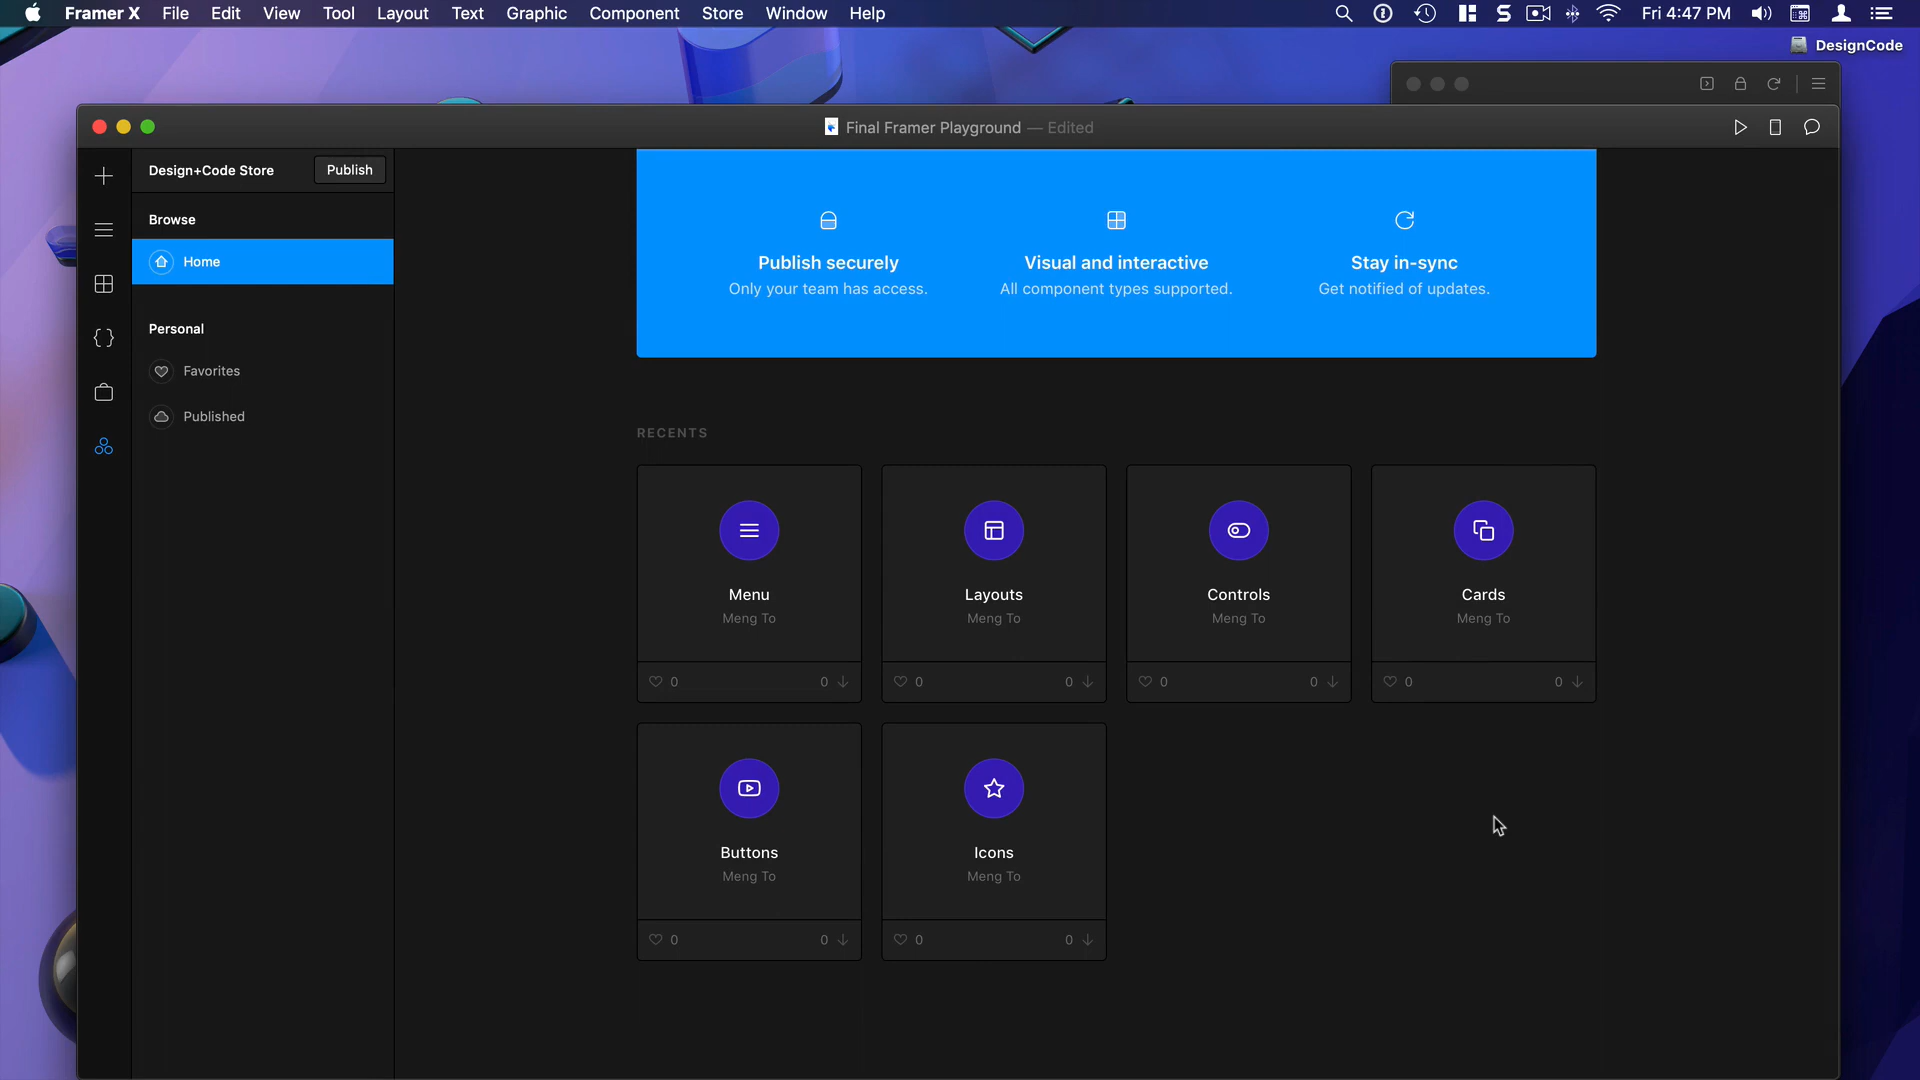 Framer X File Edit View Tool Layout Text Graphic Component Store Window Help Fri 4:47 PM
DesignCode
Final Framer Playground — Edited
Design+Code Store Publish
Browse
Home
Personal
Favorites
Published
Publish securely
Only your team has access.
Visual and interactive
All component types supported.
Stay in-sync
Get notified of updates.
RECENTS
Menu
Meng To
0 0
Layouts
Meng To
0 0
Controls
Meng To
0 0
Cards
Meng To
0 0
Buttons
Meng To
0 0
Icons
Meng To
0 0